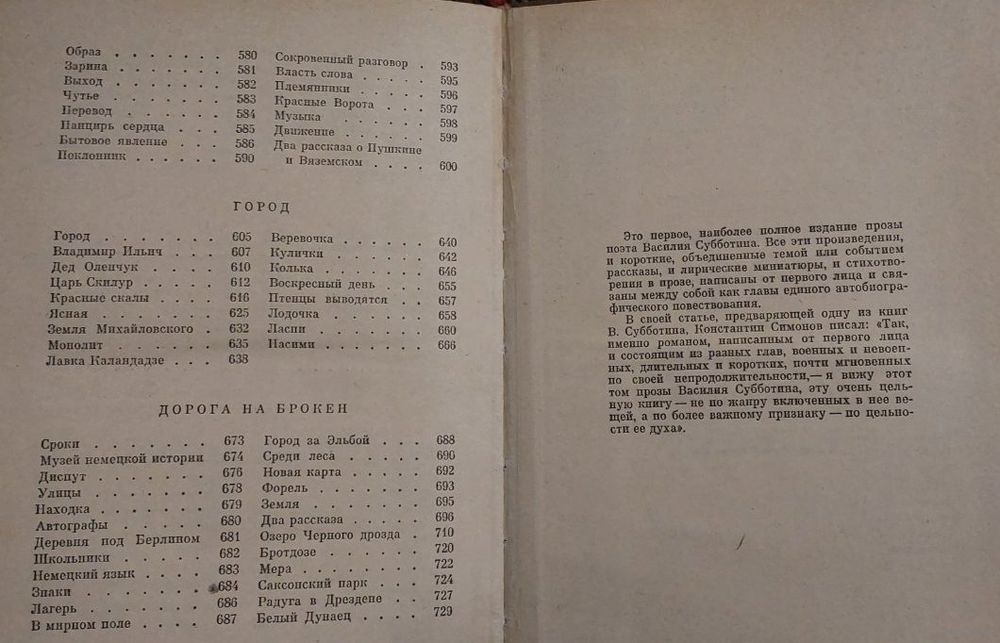 Образ . . . . . . . 580
Зарина . . . . . . . 581
Выход . . . . . . . 582
Чутье . . . . . . . 583
Перевод . . . . . . 584
Панцирь сердца . . . 585
Бытовое явление . . . 586
Поклонник . . . . . . 590
Сокровенный разговор . 593
Власть слова . . . . . 595
Племянники . . . . . 596
Красные Ворота . . . 597
Музыка . . . . . . 598
Движение . . . . . . 599
Два рассказа о Пушкине
и Вяземском . . . . 600
ГОРОД
Город . . . . . . . 605
Владимир Ильич . . . 607
Дед Оленчук . . . . 610
Царь Скилур . . . . . 612
Красные скалы . . . . 616
Ясная . . . . . . . 625
Земля Михайловского . 632
Монолит . . . . . . 635
Лавка Каландадзе . . . 638
Веревочка . . . . . . 640
Кулички . . . . . . 642
Колька . . . . . . . 646
Воскресный день . . . 655
Птенцы выводятся . . 657
Лодочка . . . . . . 658
Ласпи . . . . . . . 660
Насими . . . . . . . 666
ДОРОГА НА БРОКЕН
Сроки . . . . . . . 673
Музей немецкой истории 674
Диспут . . . . . . . 676
Улицы . . . . . . . 678
Находка . . . . . . . 679
Автографы . . . . . 680
Деревня под Берлином 681
Школьники . . . . . 682
Немецкий язык . . . . 683
Знаки . . . . . . . 684
Лагерь . . . . . . . 686
В мирном поле . . . . 687
Город за Эльбой . . . 688
Среди леса . . . . . 690
Новая карта . . . . . 692
Форель . . . . . . . 693
Земля . . . . . . . 695
Два рассказа . . . . . 696
Озеро Черного дрозда . 710
Бротдозе . . . . . . 720
Мера . . . . . . . 722
Саксонский парк . . . 724
Радуга в Дрездене . . 727
Белый Дунаец . . . . 729
Это первое, наиболее полное издание прозы
поэта Василия Субботина. Все эти произведения,
и короткие, объединенные темой или событием
рассказы, и лирические миниатюры, и стихотво-
рения в прозе, написаны от первого лица и свя-
заны между собой как главы единого автобиогра-
фического повествования.
В своей статье, предваряющей одну из книг
В. Субботина, Константин Симонов писал: «Так,
именно романом, написанным от первого лица
и состоящим из разных глав, военных и невоен-
ных, длительных и коротких, почти мгновенных
по своей непродолжительности,— я вижу этот
том прозы Василия Субботина, эту очень цель-
ную книгу — не по жанру включенных в нее ве-
щей, а по более важному признаку — по цельно-
сти ее духа».